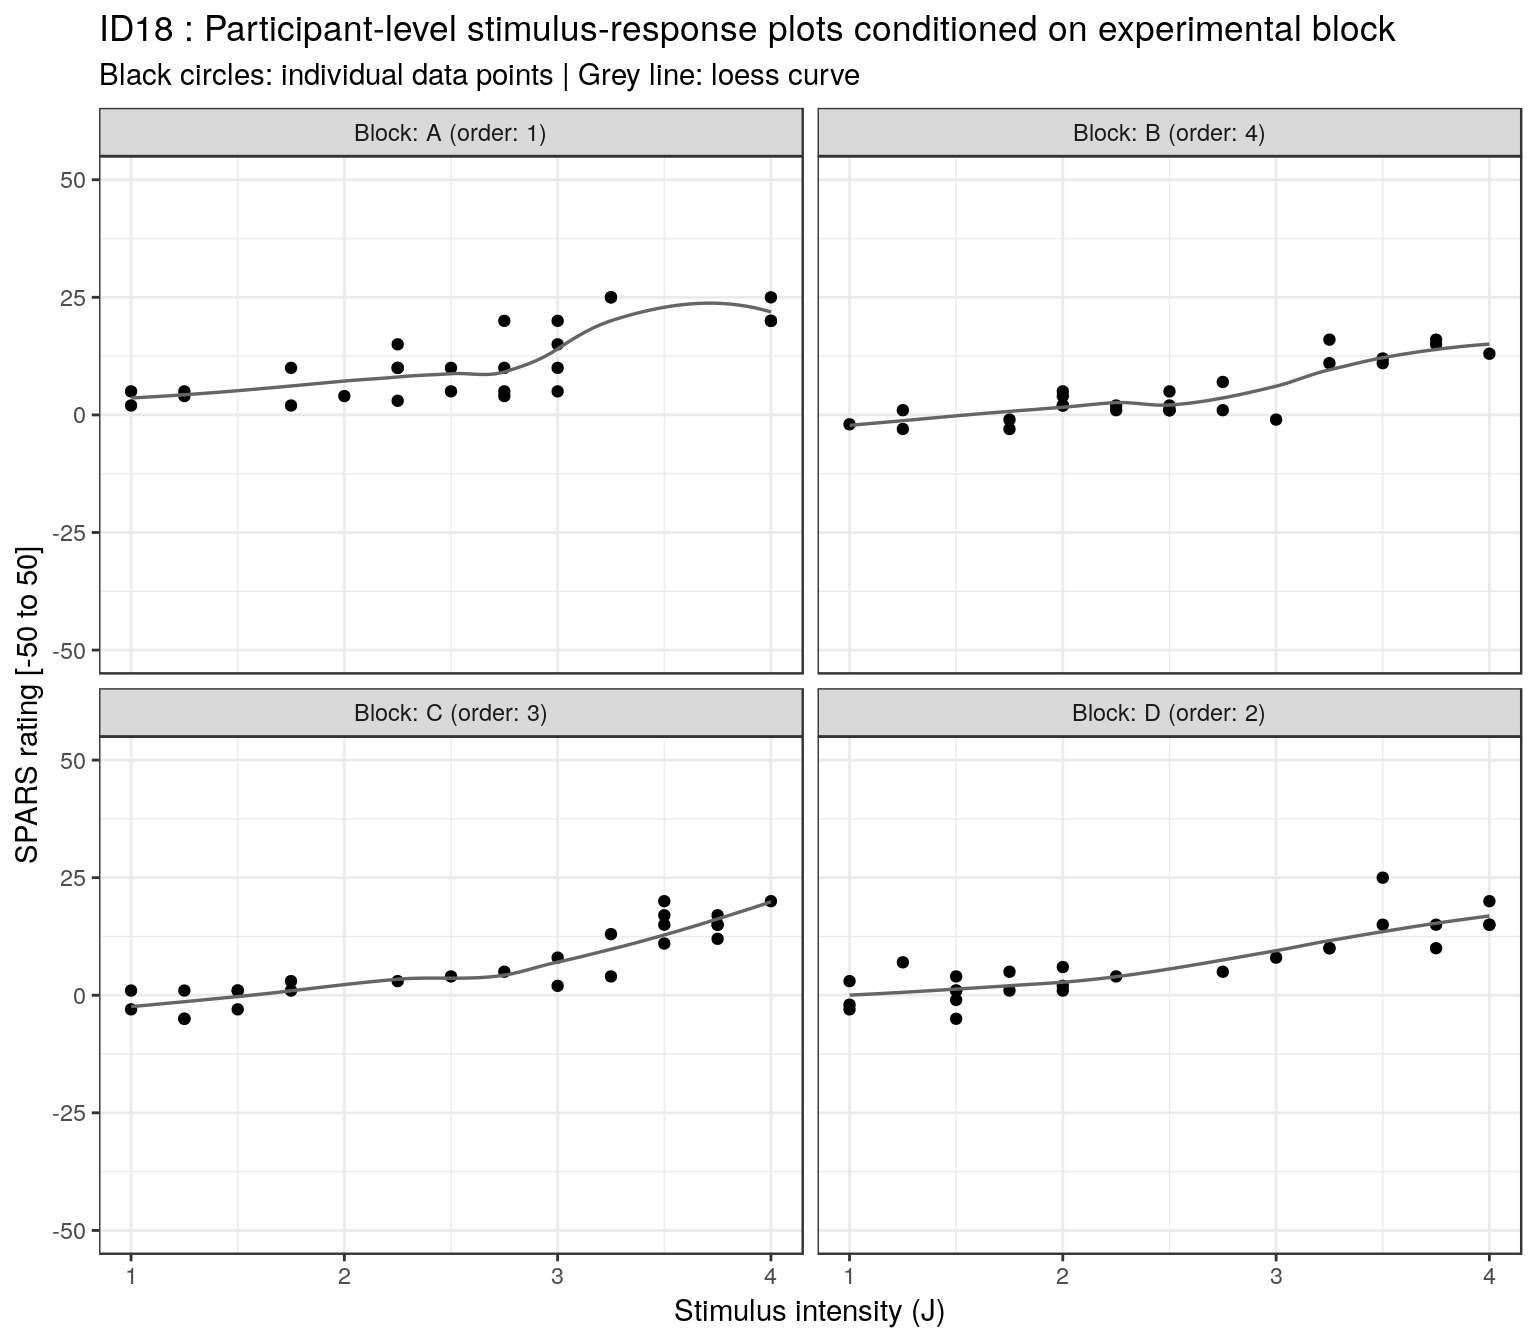 ID18 : Participant-level stimulus-response plots conditioned on experimental block
Black circles: individual data points | Grey line: loess curve
Block: A (order: 1)
Block: B (order: 4)
50
25
0
-25
-50
Block: C (order: 3)
Block: D (order: 2)
50
25
0
-25
-50
1 2 3 4
1 2 3 4
SPARS rating [-50 to 50]
Stimulus intensity (J)